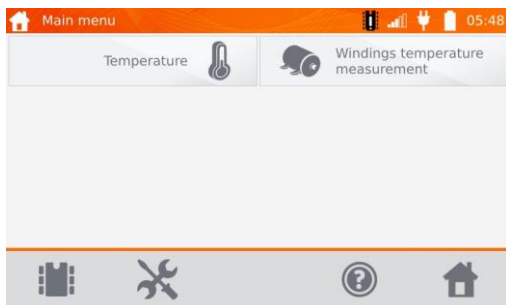 Main menu
05:48
Temperature
Windings temperature
measurement